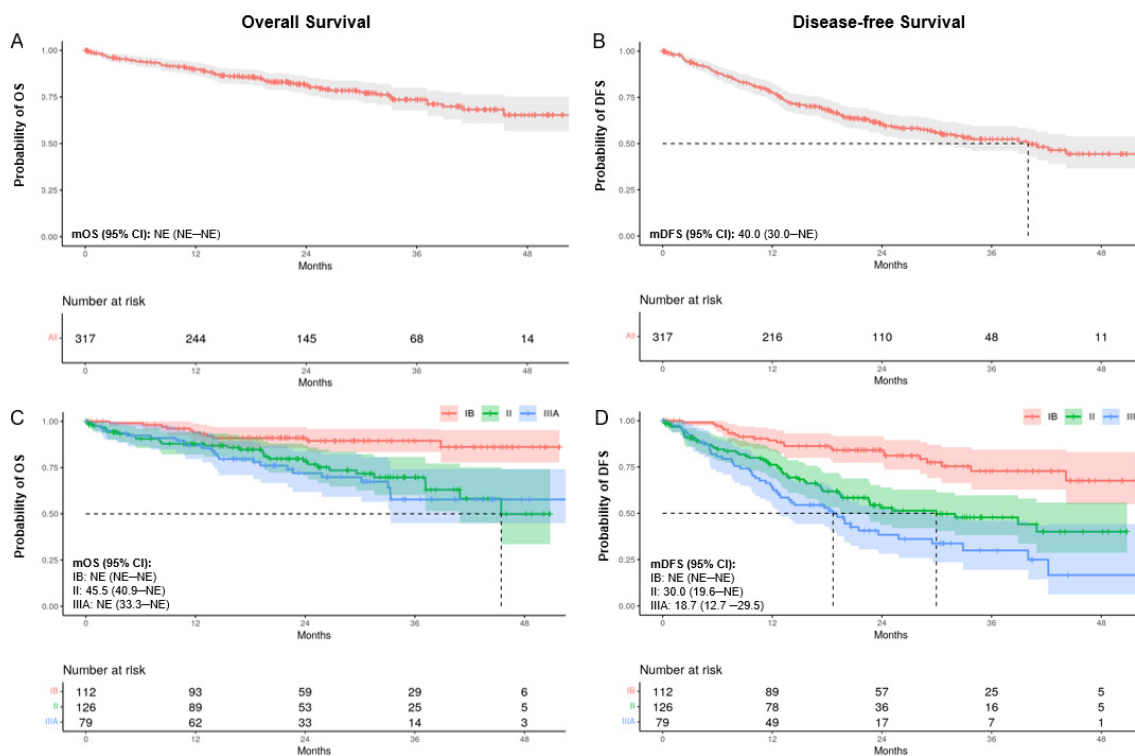 Overall Survival
Disease-free Survival
A
Probability of OS
1.00
0.75
0.50
0.25
0.00
mOS (95% CI): NE (NE—NE)
0 12 24 36 48
Months
Number at risk
All 317 244 145 68 14
0 12 24 36 48
Months
B
Probability of DFS
1.00
0.75
0.50
0.25
0.00
mDFS (95% CI): 40.0 (30.0—NE)
0 12 24 36 48
Months
Number at risk
All 317 216 110 48 11
0 12 24 36 48
Months
C
IB II IIIA
Probability of OS
1.00
0.75
0.50
0.25
0.00
mOS (95% CI):
IB: NE (NE—NE)
II: 45.5 (40.9—NE)
IIIA: NE (33.3—NE)
0 12 24 36 48
Months
Number at risk
IB 112 93 59 29 6
II 126 89 53 25 5
IIIA 79 62 33 14 3
0 12 24 36 48
Months
D
IB II III
Probability of DFS
1.00
0.75
0.50
0.25
0.00
mDFS (95% CI):
IB: NE (NE—NE)
II: 30.0 (19.6—NE)
IIIA: 18.7 (12.7 —29.5)
0 12 24 36 48
Months
Number at risk
IB 112 89 57 25 5
II 126 78 36 16 5
IIIA 79 49 17 7 1
0 12 24 36 48
Months